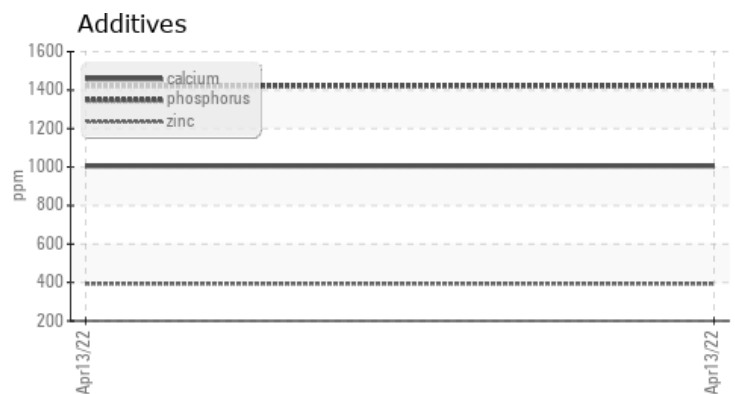 Additives
1600
1400
1200
1000
800
600
400
200
ppm
calcium
phosphorus
zinc
Apr13/22
Apr13/22